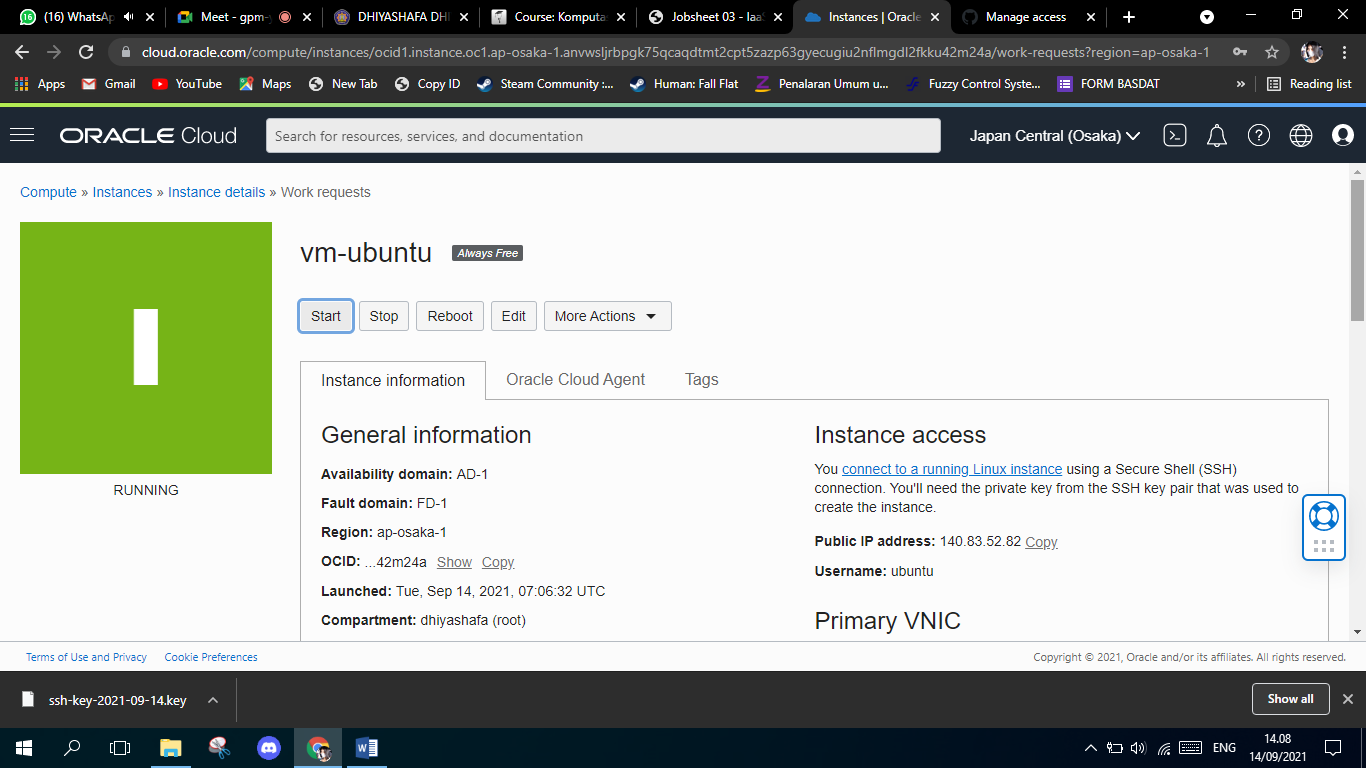 (16) WhatsAp
Meet - gpm-
DHIYASHAFA DHI
Course: Komputa
Jobsheet 03 - IaaS
Instances | Oracle
Manage access
cloud.oracle.com/compute/instances/ocid1.instance.oc1.ap-osaka-1.anvwsljrbpgk75qcaqdtmt2cpt5zazp63gyecugiu2nflmgdl2fkku42m24a/work-requests?region=ap-osaka-1
Apps
Gmail
YouTube
Maps
New Tab
Copy ID
Steam Community :...
Human: Fall Flat
Penalaran Umum u...
Fuzzy Control Syste...
FORM BASDAT
»
Reading list
ORACLE Cloud
Search for resources, services, and documentation
Japan Central (Osaka)
Compute » Instances » Instance details » Work requests
I
RUNNING
vm-ubuntu Always Free
Start
Stop
Reboot
Edit
More Actions
Instance information
Oracle Cloud Agent
Tags
General information
Availability domain: AD-1
Fault domain: FD-1
Region: ap-osaka-1
OCID: ...42m24a Show Copy
Launched: Tue, Sep 14, 2021, 07:06:32 UTC
Compartment: dhiyashafa (root)
Instance access
You connect to a running Linux instance using a Secure Shell (SSH)
connection. You'll need the private key from the SSH key pair that was used to
create the instance.
Public IP address: 140.83.52.82 Copy
Username: ubuntu
Primary VNIC
Terms of Use and Privacy
Cookie Preferences
Copyright © 2021, Oracle and/or its affiliates. All rights reserved.
ssh-key-2021-09-14.key
Show all
ENG
14.08
14/09/2021